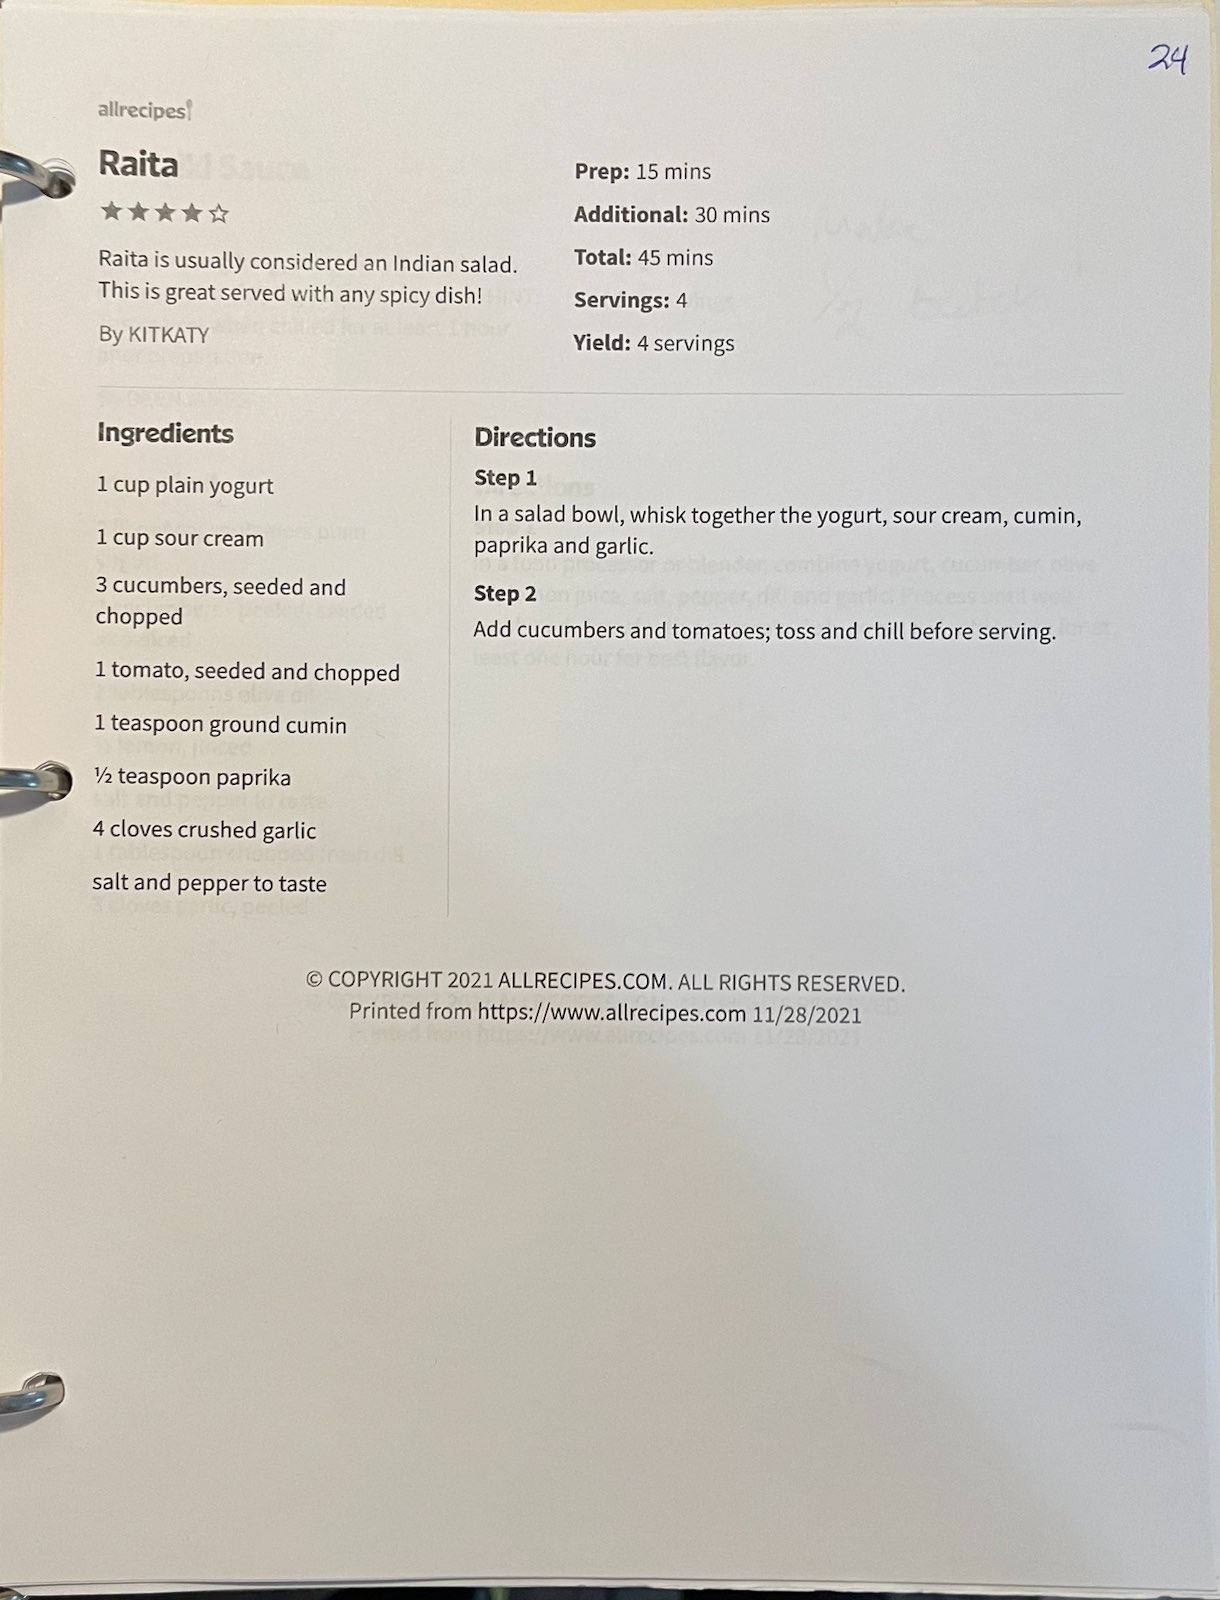 24
allrecipes
Raita
Raita is usually considered an Indian salad.
This is great served with any spicy dish!
By KITKATY
Prep: 15 mins
Additional: 30 mins
Total: 45 mins
Servings: 4
Yield: 4 servings
Ingredients
1 cup plain yogurt
1 cup sour cream
3 cucumbers, seeded and
chopped
1 tomato, seeded and chopped
1 teaspoon ground cumin
½ teaspoon paprika
4 cloves crushed garlic
salt and pepper to taste
Directions
Step 1
In a salad bowl, whisk together the yogurt, sour cream, cumin,
paprika and garlic.
Step 2
Add cucumbers and tomatoes; toss and chill before serving.
© COPYRIGHT 2021 ALLRECIPES.COM. ALL RIGHTS RESERVED.
Printed from https://www.allrecipes.com 11/28/2021